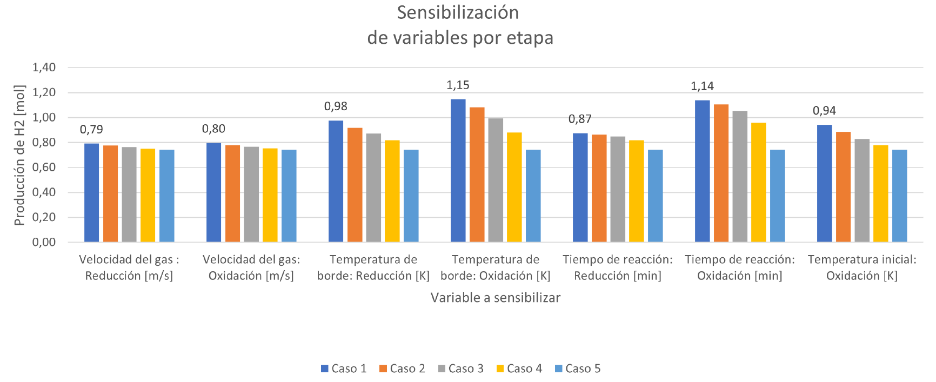 Sensibilización
de variables por etapa
Producción de H2 [mol]
1,40
1,20
1,00
0,80
0,60
0,40
0,20
0,00
0,79
0,80
0,98
1,15
0,87
1,14
0,94
Velocidad del gas :
Reducción [m/s]
Velocidad del gas:
Oxidación [m/s]
Temperatura de
borde: Reducción [K]
Temperatura de
borde: Oxidación [K]
Tiempo de reacción:
Reducción [min]
Tiempo de reacción:
Oxidación [min]
Temperatura inicial:
Oxidación [K]
Variable a sensibilizar
Caso 1 Caso 2 Caso 3 Caso 4 Caso 5